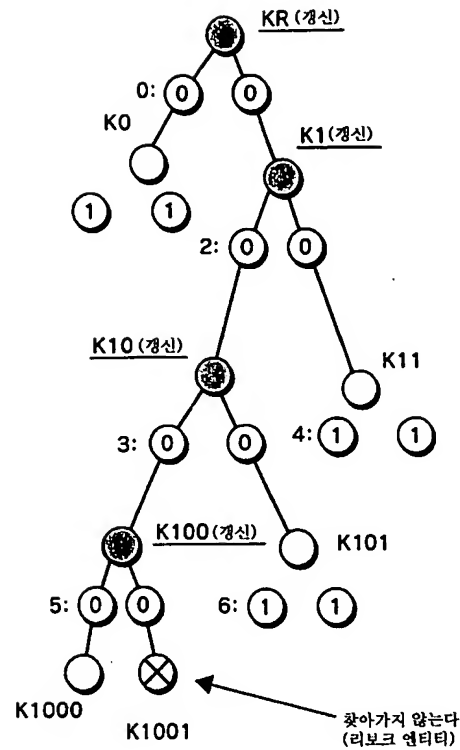 KR (갱신)
0: 0 0
K0
K1 (갱신)
1 1
2: 0 0
K10 (갱신)
K11
3: 0 0
4: 1 1
K100 (갱신)
K101
5: 0 0
6: 1 1
K1000
K1001
찾아가지 않는다
(리보크 엔티티)